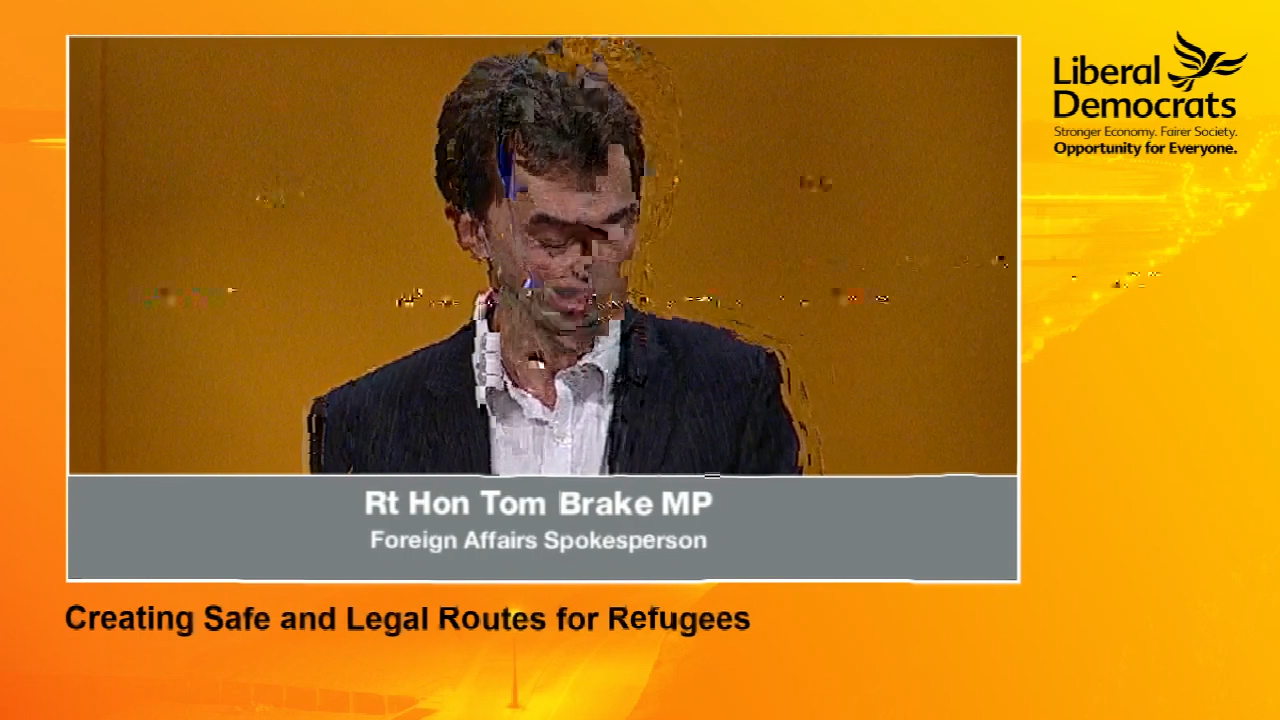 Liberal
Democrats
Stronger Economy. Fairer Society.
Opportunity for Everyone.
Rt Hon Tom Brake MP
Foreign Affairs Spokesperson
Creating Safe and Legal Routes for Refugees